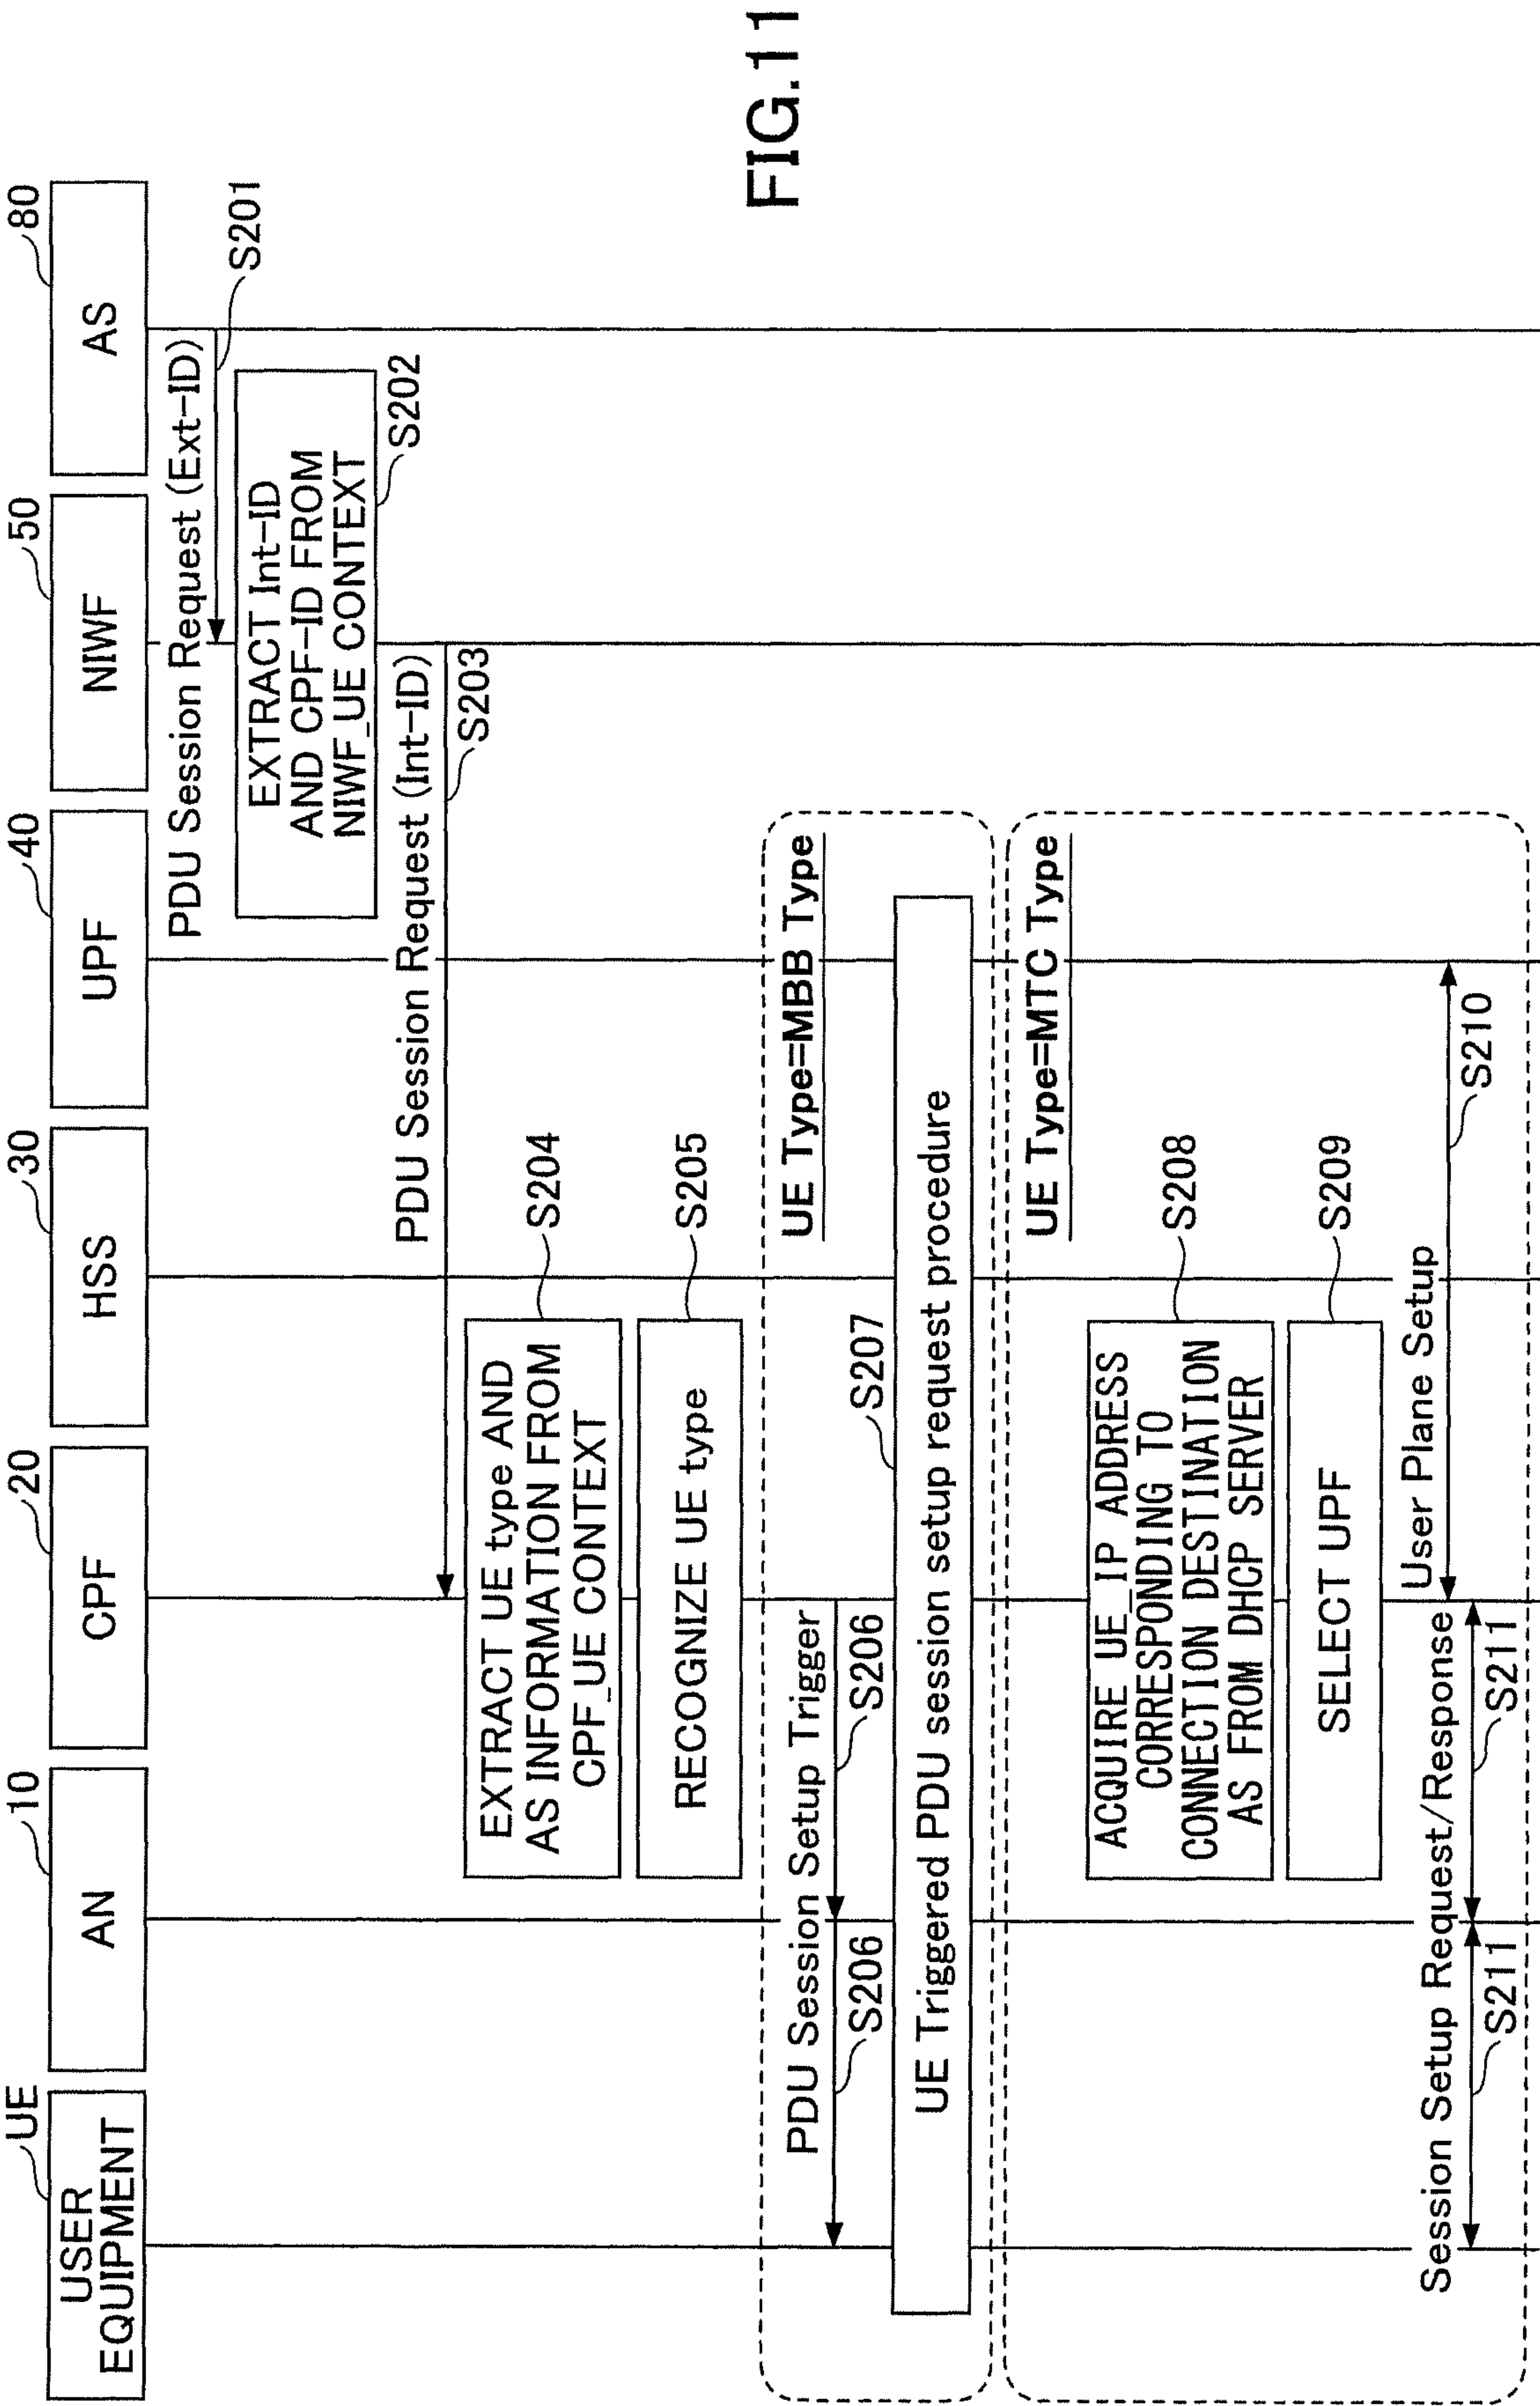 FIG.11
UE
USER
EQUIPMENT
10
AN
20
CPF
30
HSS
40
UPF
50
NIWF
80
AS
PDU Session Request (Ext-ID)
S201
EXTRACT Int-ID
AND CPF-ID FROM
NIWF_UE CONTEXT
S202
PDU Session Request (Int-ID)
S203
EXTRACT UE type AND
AS INFORMATION FROM
CPF_UE CONTEXT
S204
RECOGNIZE UE type
S205
UE Type=MBB Type
PDU Session Setup Trigger
S206
S206
S207
UE Triggered PDU session setup request procedure
UE Type=MTC Type
ACQUIRE UE_IP ADDRESS
CORRESPONDING TO
CONNECTION DESTINATION
AS FROM DHCP SERVER
S208
SELECT UPF
S209
User Plane Setup
S210
Session Setup Request/Response
S211
S211